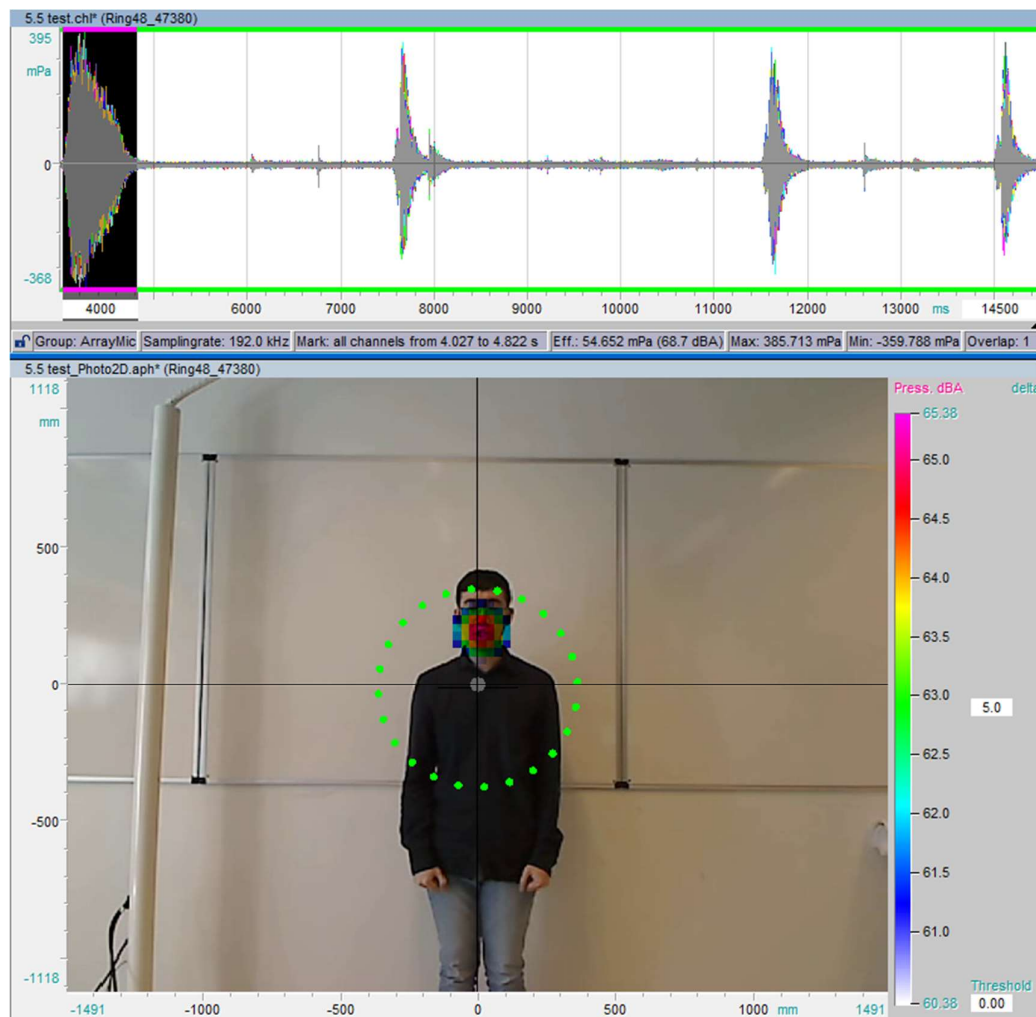 5.5 test.chl* (Ring48_47380)
395
mPa
0
-368
4000 6000 7000 8000 9000 10000 11000 12000 13000 ms 14500
Group: ArrayMic Samplingrate: 192.0 kHz Mark: all channels from 4.027 to 4.822 s Eff.: 54.652 mPa (68.7 dBA) Max: 385.713 mPa Min: -359.788 mPa Overlap: 1
5.5 test_Photo2D.aph* (Ring48_47380)
1118
mm
500
0
-500
-1118
-1491 -1000 -500 0 500 mm 1000 1491
Press. dBA delta
65.38
65.0
64.5
64.0
63.5
63.0
5.0
62.5
62.0
61.5
61.0
Threshold
60.38 0.00